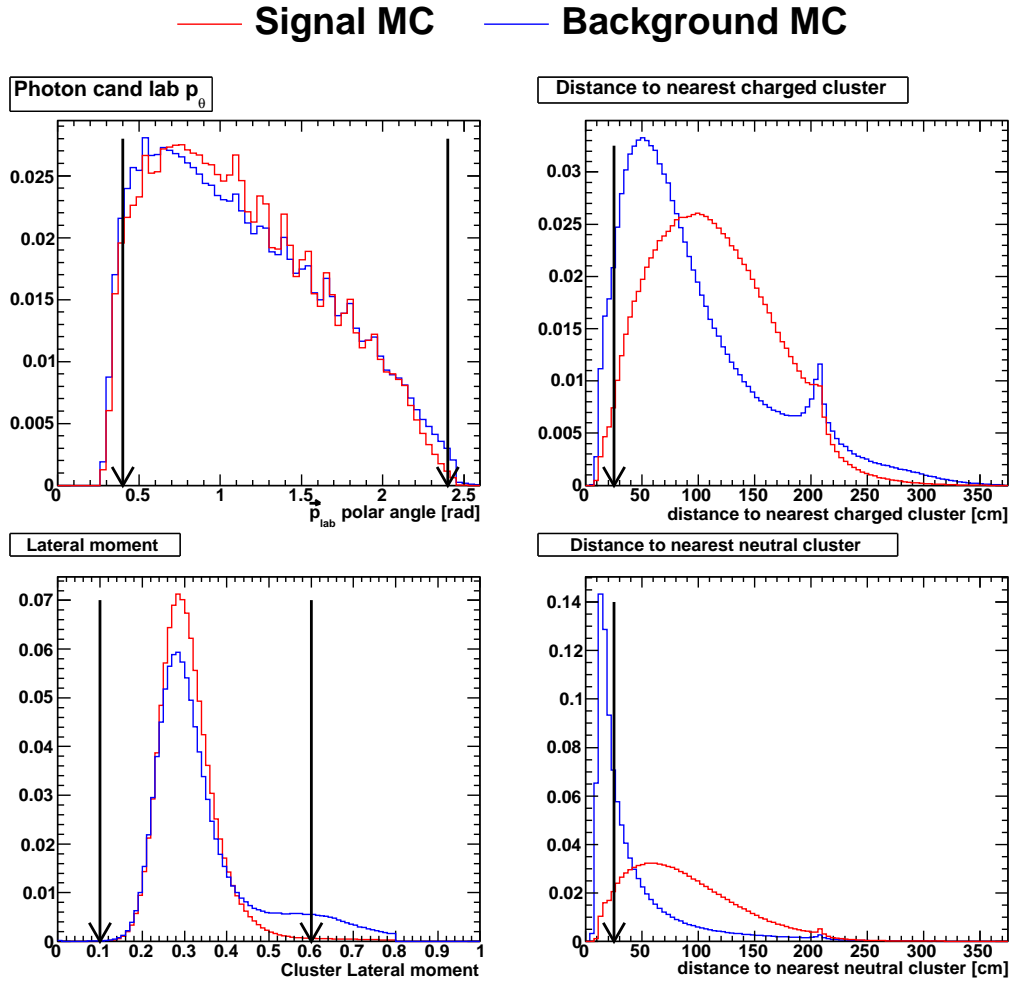 Signal MC Background MC
Photon cand lab pθ
0.025
0.02
0.015
0.01
0.005
0
0 0.5 1 1.5 2 2.5
p⃗lab polar angle [rad]
Distance to nearest charged cluster
0.03
0.025
0.02
0.015
0.01
0.005
0
0 50 100 150 200 250 300 350
distance to nearest charged cluster [cm]
Lateral moment
0.07
0.06
0.05
0.04
0.03
0.02
0.01
0
0 0.1 0.2 0.3 0.4 0.5 0.6 0.7 0.8 0.9 1
Cluster Lateral moment
Distance to nearest neutral cluster
0.14
0.12
0.1
0.08
0.06
0.04
0.02
0
0 50 100 150 200 250 300 350
distance to nearest neutral cluster [cm]